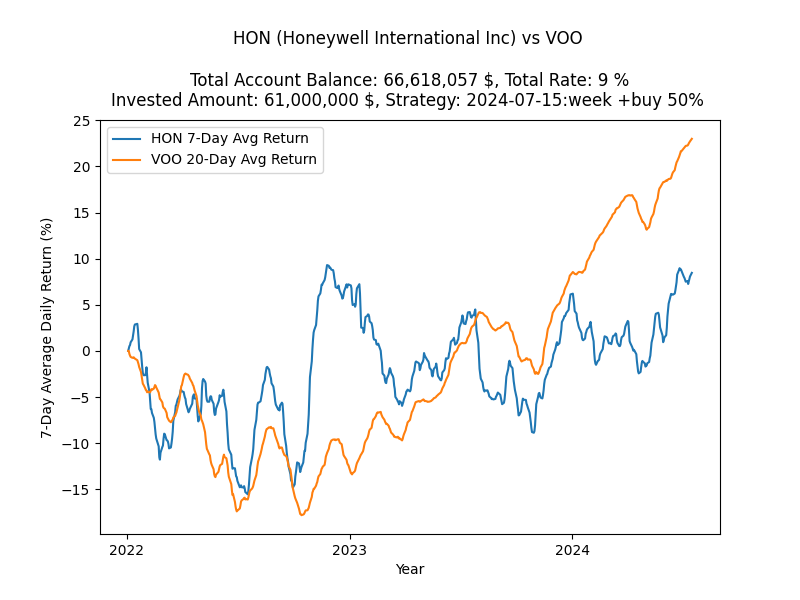 HON (Honeywell International Inc) vs VOO
Total Account Balance: 66,618,057 $, Total Rate: 9 %
Invested Amount: 61,000,000 $, Strategy: 2024-07-15:week +buy 50%
HON 7-Day Avg Return
VOO 20-Day Avg Return
7-Day Average Daily Return (%)
25
20
15
10
5
0
−5
−10
−15
2022
2023
2024
Year